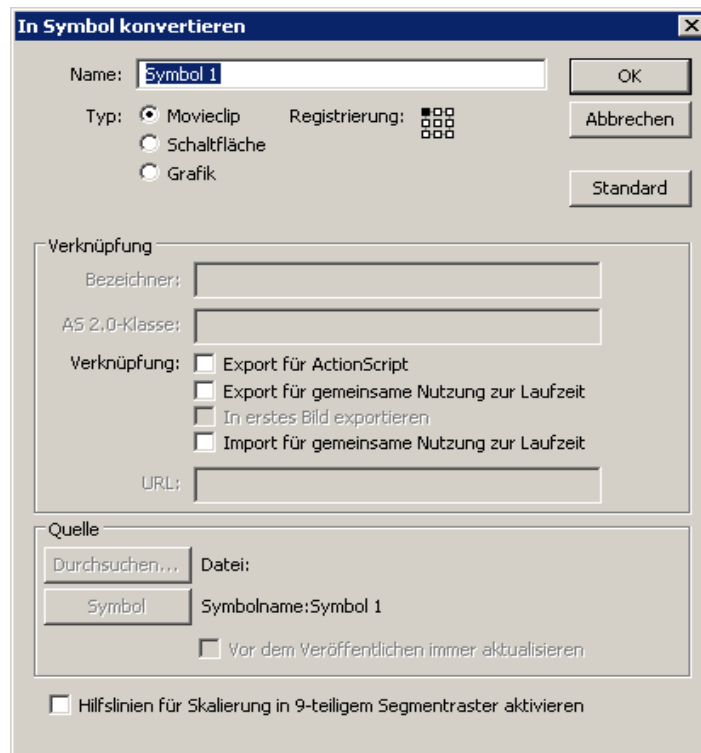 In Symbol konvertieren
Name: Symbol 1
OK
Typ: Movieclip Registrierung:
Abbrechen
Schaltfläche
Grafik
Standard
Verknüpfung
Bezeichner:
AS 2.0-Klasse:
Verknüpfung: Export für ActionScript
Export für gemeinsame Nutzung zur Laufzeit
In erstes Bild exportieren
Import für gemeinsame Nutzung zur Laufzeit
URL:
Quelle
Durchsuchen... Datei:
Symbol Symbolname:Symbol 1
Vor dem Veröffentlichen immer aktualisieren
Hilfslinien für Skalierung in 9-teiligem Segmentraster aktivieren